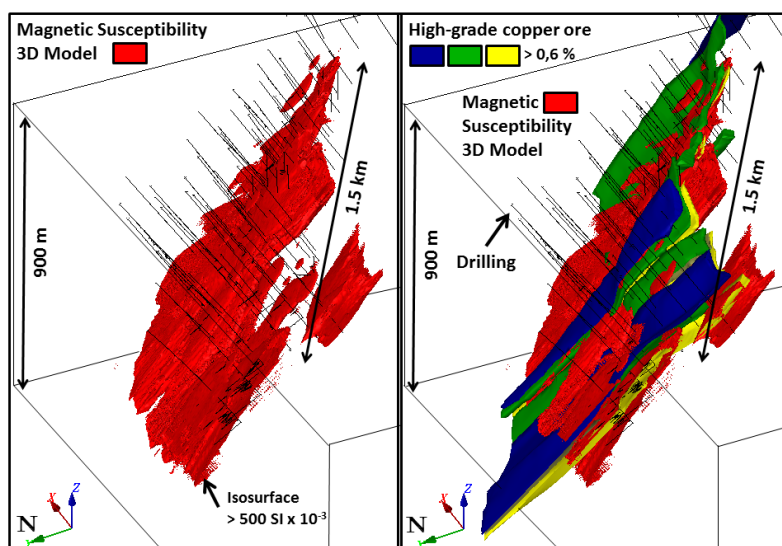 Magnetic Susceptibility
3D Model
900 m
1.5 km
Isosurface
> 500 SI x 10⁻³
X
Z
N
Y
High-grade copper ore
> 0,6 %
Magnetic
Susceptibility
3D Model
900 m
Drilling
1.5 km
X
Z
N